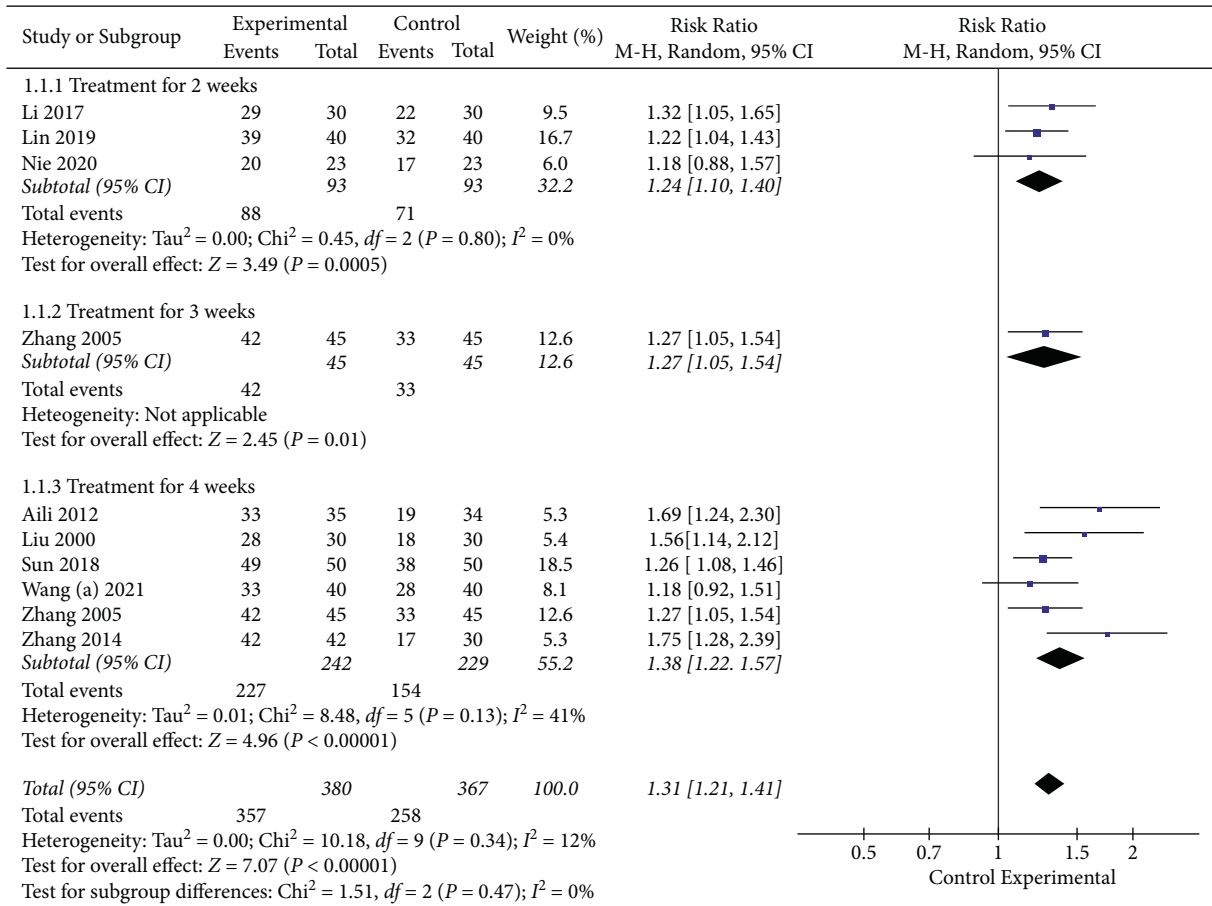 Study or Subgroup Experimental Control Weight (%) Risk Ratio Risk Ratio
Events Total Events Total M-H, Random, 95% CI M-H, Random, 95% CI
1.1.1 Treatment for 2 weeks
Li 2017 29 30 22 30 9.5 1.32 [1.05, 1.65]
Lin 2019 39 40 32 40 16.7 1.22 [1.04, 1.43]
Nie 2020 20 23 17 23 6.0 1.18 [0.88, 1.57]
Subtotal (95% CI) 93 93 32.2 1.24 [1.10, 1.40]
Total events 88 71
Heterogeneity: Tau² = 0.00; Chi² = 0.45, df = 2 (P = 0.80); I² = 0%
Test for overall effect: Z = 3.49 (P = 0.0005)
1.1.2 Treatment for 3 weeks
Zhang 2005 42 45 33 45 12.6 1.27 [1.05, 1.54]
Subtotal (95% CI) 45 45 12.6 1.27 [1.05, 1.54]
Total events 42 33
Heteogeneity: Not applicable
Test for overall effect: Z = 2.45 (P = 0.01)
1.1.3 Treatment for 4 weeks
Aili 2012 33 35 19 34 5.3 1.69 [1.24, 2.30]
Liu 2000 28 30 18 30 5.4 1.56[1.14, 2.12]
Sun 2018 49 50 38 50 18.5 1.26 [ 1.08, 1.46]
Wang (a) 2021 33 40 28 40 8.1 1.18 [0.92, 1.51]
Zhang 2005 42 45 33 45 12.6 1.27 [1.05, 1.54]
Zhang 2014 42 42 17 30 5.3 1.75 [1.28, 2.39]
Subtotal (95% CI) 242 229 55.2 1.38 [1.22. 1.57]
Total events 227 154
Heterogeneity: Tau² = 0.01; Chi² = 8.48, df = 5 (P = 0.13); I² = 41%
Test for overall effect: Z = 4.96 (P < 0.00001)
Total (95% CI) 380 367 100.0 1.31 [1.21, 1.41]
Total events 357 258
Heterogeneity: Tau² = 0.00; Chi² = 10.18, df = 9 (P = 0.34); I² = 12%
Test for overall effect: Z = 7.07 (P < 0.00001)
Test for subgroup differences: Chi² = 1.51, df = 2 (P = 0.47); I² = 0%
0.5 0.7 1 1.5 2
Control Experimental